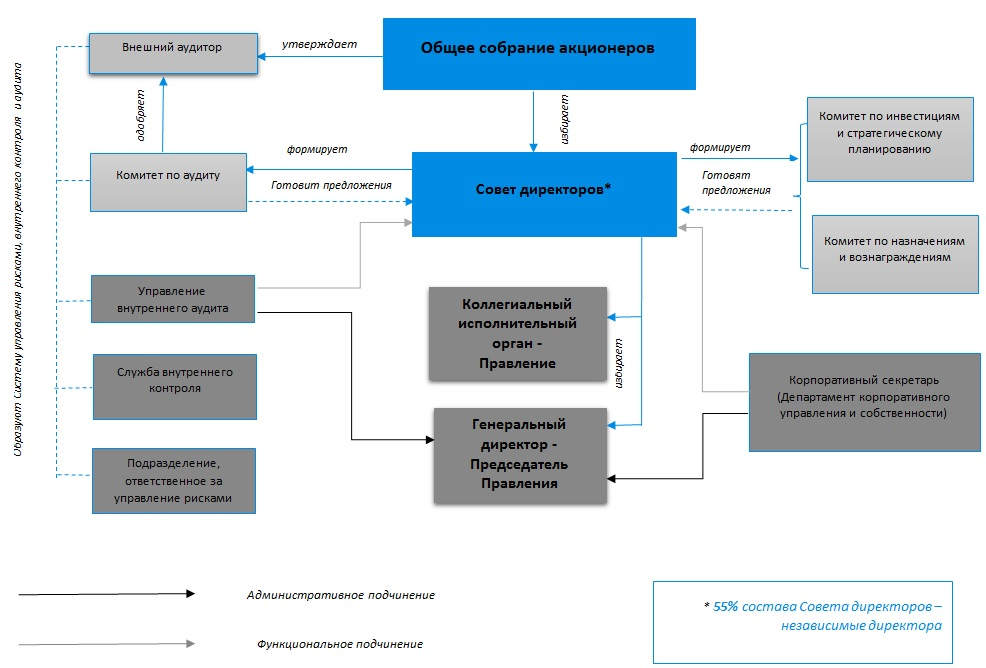 Внешний аудитор
утверждает
Общее собрание акционеров
Образуют Систему управления рисками, внутреннего контроля и аудита
одобряет
избирает
Комитет по инвестициям
и стратегическому
планированию
формирует
формирует
Комитет по аудиту
Готовит предложения
Совет директоров*
Готовят
предложения
Комитет по назначениям
и вознаграждениям
Управление
внутреннего аудита
Коллегиальный
исполнительный
орган -
Правление
избирает
Служба внутреннего
контроля
Корпоративный секретарь
(Департамент корпоративного
управления и собственности)
Генеральный
директор -
Председатель
Правления
Подразделение,
ответственное за
управление рисками
Административное подчинение
Функциональное подчинение
* 55% состава Совета директоров –
независимые директора